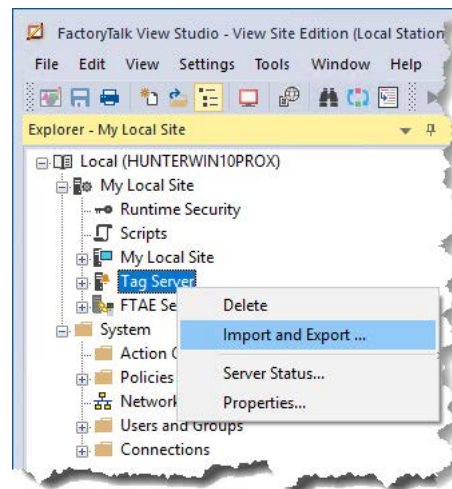 FactoryTalk View Studio - View Site Edition (Local Station
File Edit View Settings Tools Window Help
Explorer - My Local Site
Local (HUNTERWIN10PROX)
My Local Site
Runtime Security
Scripts
My Local Site
Tag Server
FTAE Se
Delete
Import and Export ...
Server Status...
Properties...
System
Action
Policies
Network
Users and Groups
Connections